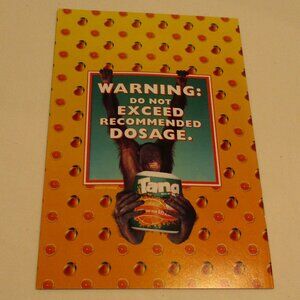 WARNING:
DO NOT
EXCEED
RECOMMENDED
DOSAGE.
Tang